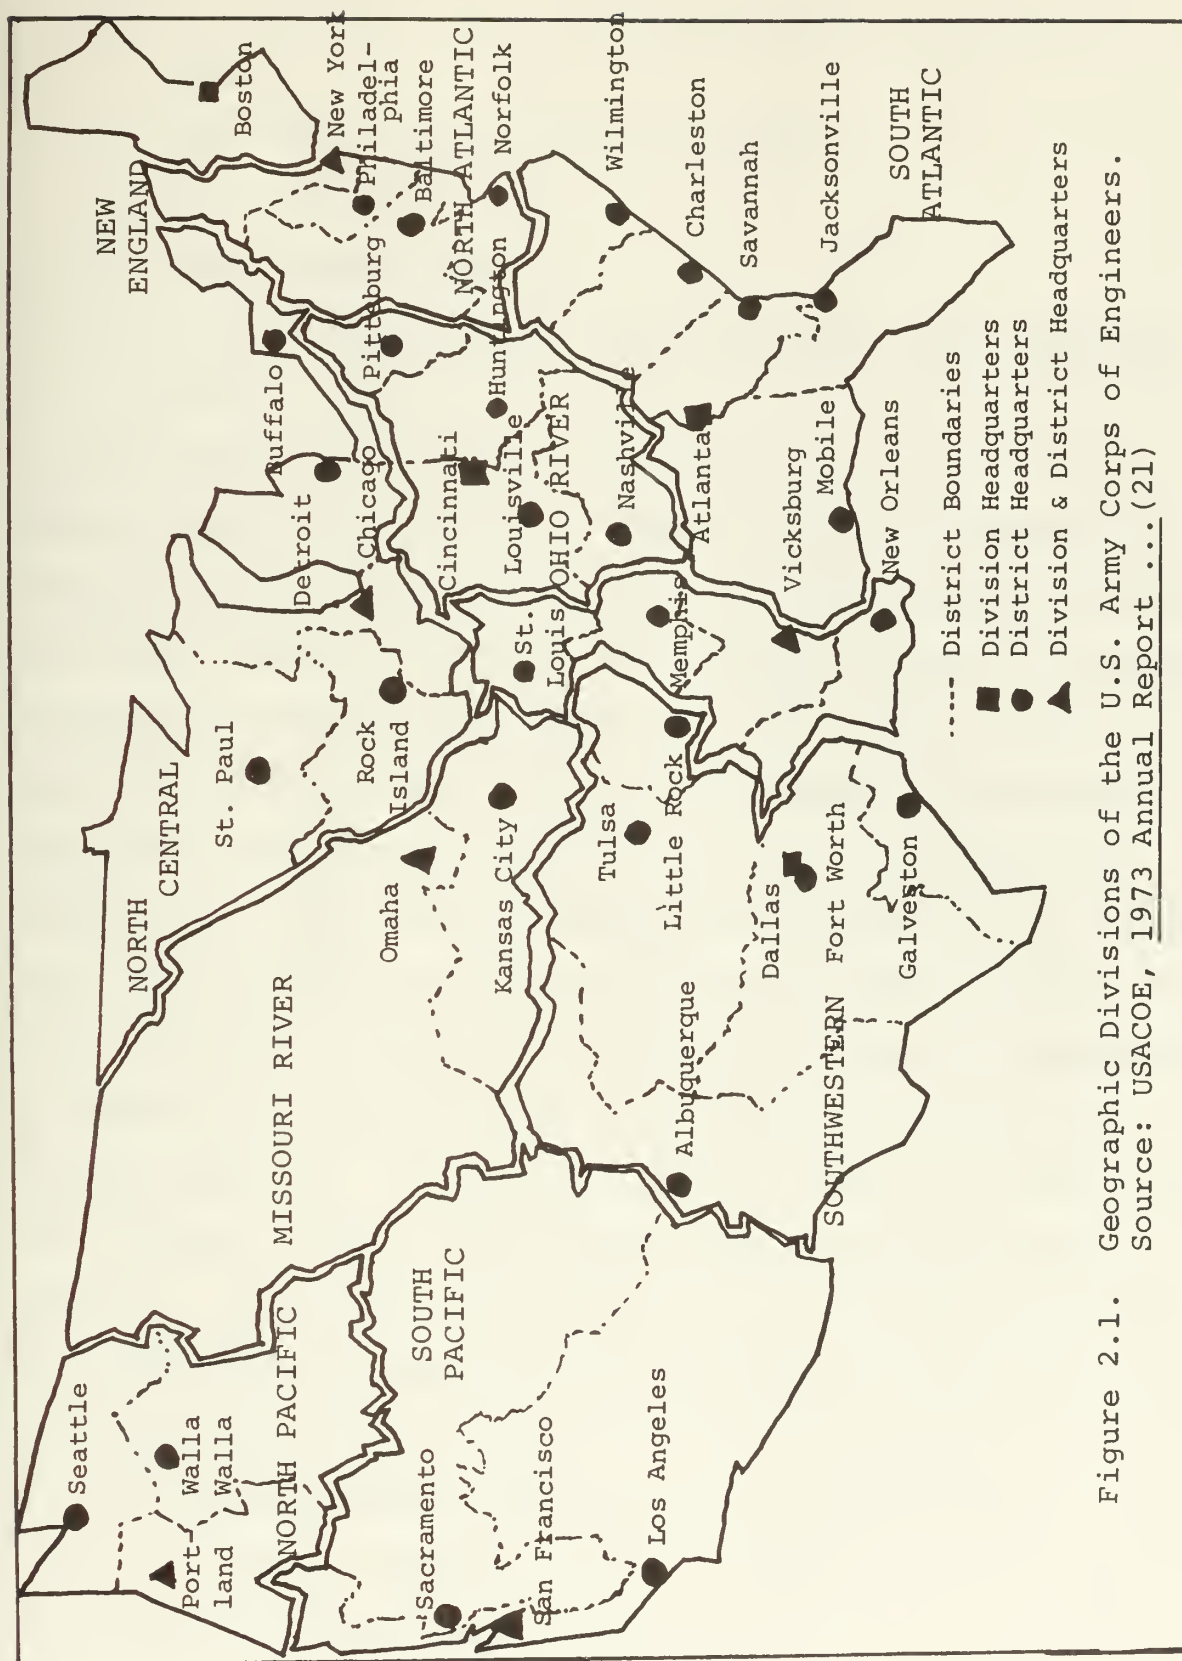 Seattle
Port-
land
Walla
Walla
NORTH PACIFIC
MISSOURI RIVER
NORTH
CENTRAL
St. Paul
Rock
Island
Omaha
Kansas City
Detroit
Buffalo
Chicago
NEW
ENGLAND
Boston
New York
Philadel-
phia
Baltimore
NORTH ATLANTIC
Norfolk
Pittsburg
Huntington
Cincinnati
Louisville
OHIO RIVER
Nashville
St.
Louis
Memphis
Sacramento
San Francisco
SOUTH
PACIFIC
Los Angeles
Albuquerque
SOUTHWESTERN
Tulsa
Little Rock
Dallas
Fort Worth
Galveston
Vicksburg
Mobile
New Orleans
Atlanta
Wilmington
Charleston
Savannah
Jacksonville
SOUTH
ATLANTIC
District Boundaries
Division Headquarters
District Headquarters
Division & District Headquarters
Figure 2.1. Geographic Divisions of the U.S. Army Corps of Engineers.
Source: USACOE, 1973 Annual Report ...(21)